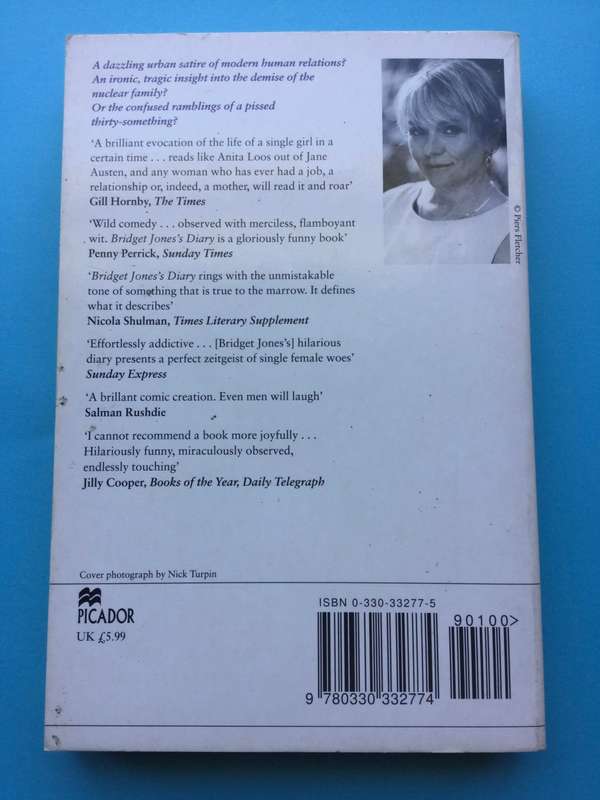 A dazzling urban satire of modern human relations?
An ironic, tragic insight into the demise of the
nuclear family?
Or the confused ramblings of a pissed
thirty-something?
‘A brilliant evocation of the life of a single girl in a
certain time . . . reads like Anita Loos out of Jane
Austen, and any woman who has ever had a job, a
relationship or, indeed, a mother, will read it and roar’
Gill Hornby, The Times
‘Wild comedy . . . observed with merciless, flamboyant
wit. Bridget Jones’s Diary is a gloriously funny book’
Penny Perrick, Sunday Times
‘Bridget Jones’s Diary rings with the unmistakable
tone of something that is true to the marrow. It defines
what it describes’
Nicola Shulman, Times Literary Supplement
‘Effortlessly addictive . . . [Bridget Jones’s] hilarious
diary presents a perfect zeitgeist of single female woes’
Sunday Express
‘A brillant comic creation. Even men will laugh’
Salman Rushdie
‘I cannot recommend a book more joyfully . . .
Hilariously funny, miraculously observed,
endlessly touching’
Jilly Cooper, Books of the Year, Daily Telegraph
© Piers Fletcher
Cover photograph by Nick Turpin
PICADOR
UK £5.99
ISBN 0-330-33277-5
90100>
9 780330 332774